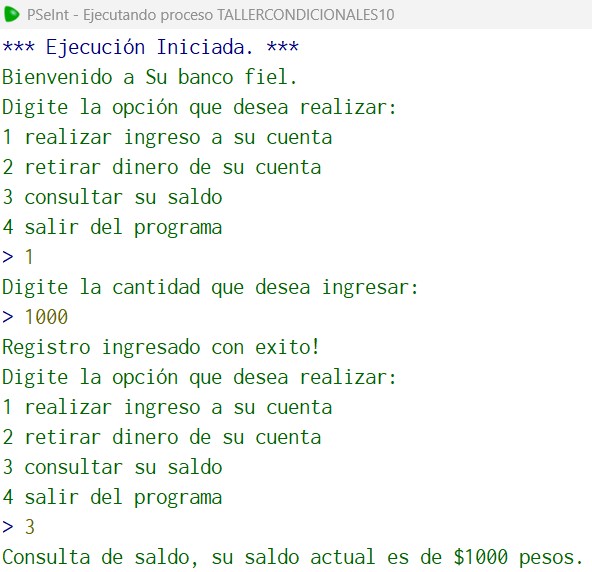 PSeInt - Ejecutando proceso TALLERCONDICIONALES10
*** Ejecución Iniciada. ***
Bienvenido a Su banco fiel.
Digite la opción que desea realizar:
1 realizar ingreso a su cuenta
2 retirar dinero de su cuenta
3 consultar su saldo
4 salir del programa
> 1
Digite la cantidad que desea ingresar:
> 1000
Registro ingresado con exito!
Digite la opción que desea realizar:
1 realizar ingreso a su cuenta
2 retirar dinero de su cuenta
3 consultar su saldo
4 salir del programa
> 3
Consulta de saldo, su saldo actual es de $1000 pesos.